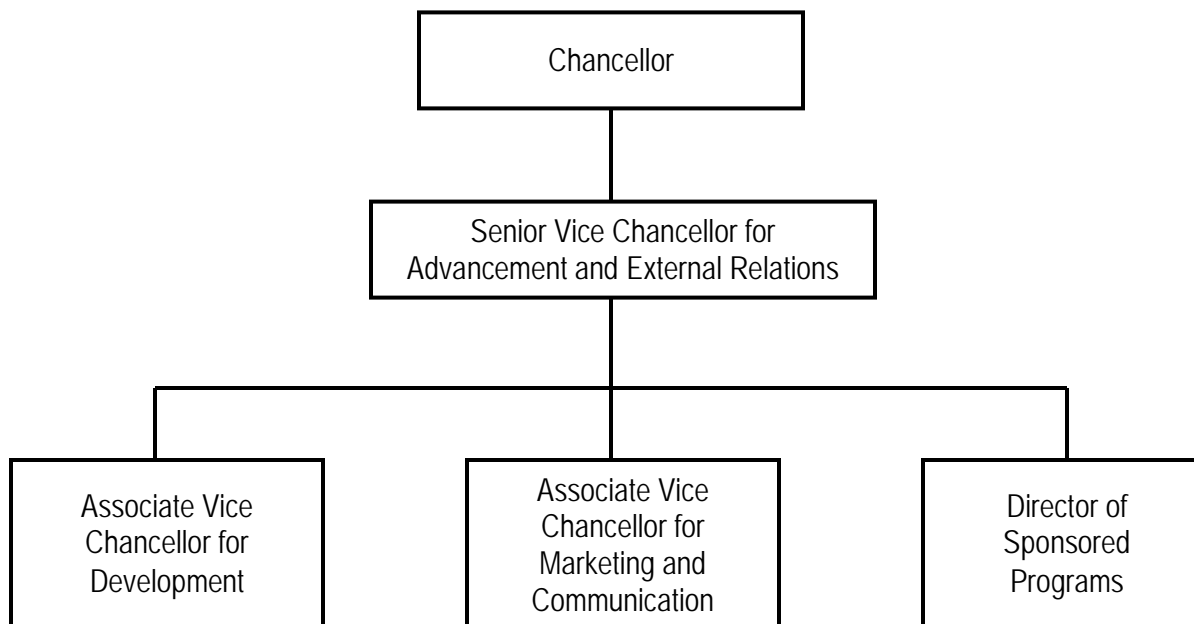 Chancellor
Senior Vice Chancellor for
Advancement and External Relations
Associate Vice
Chancellor for
Development
Associate Vice
Chancellor for
Marketing and
Communication
Director of
Sponsored
Programs